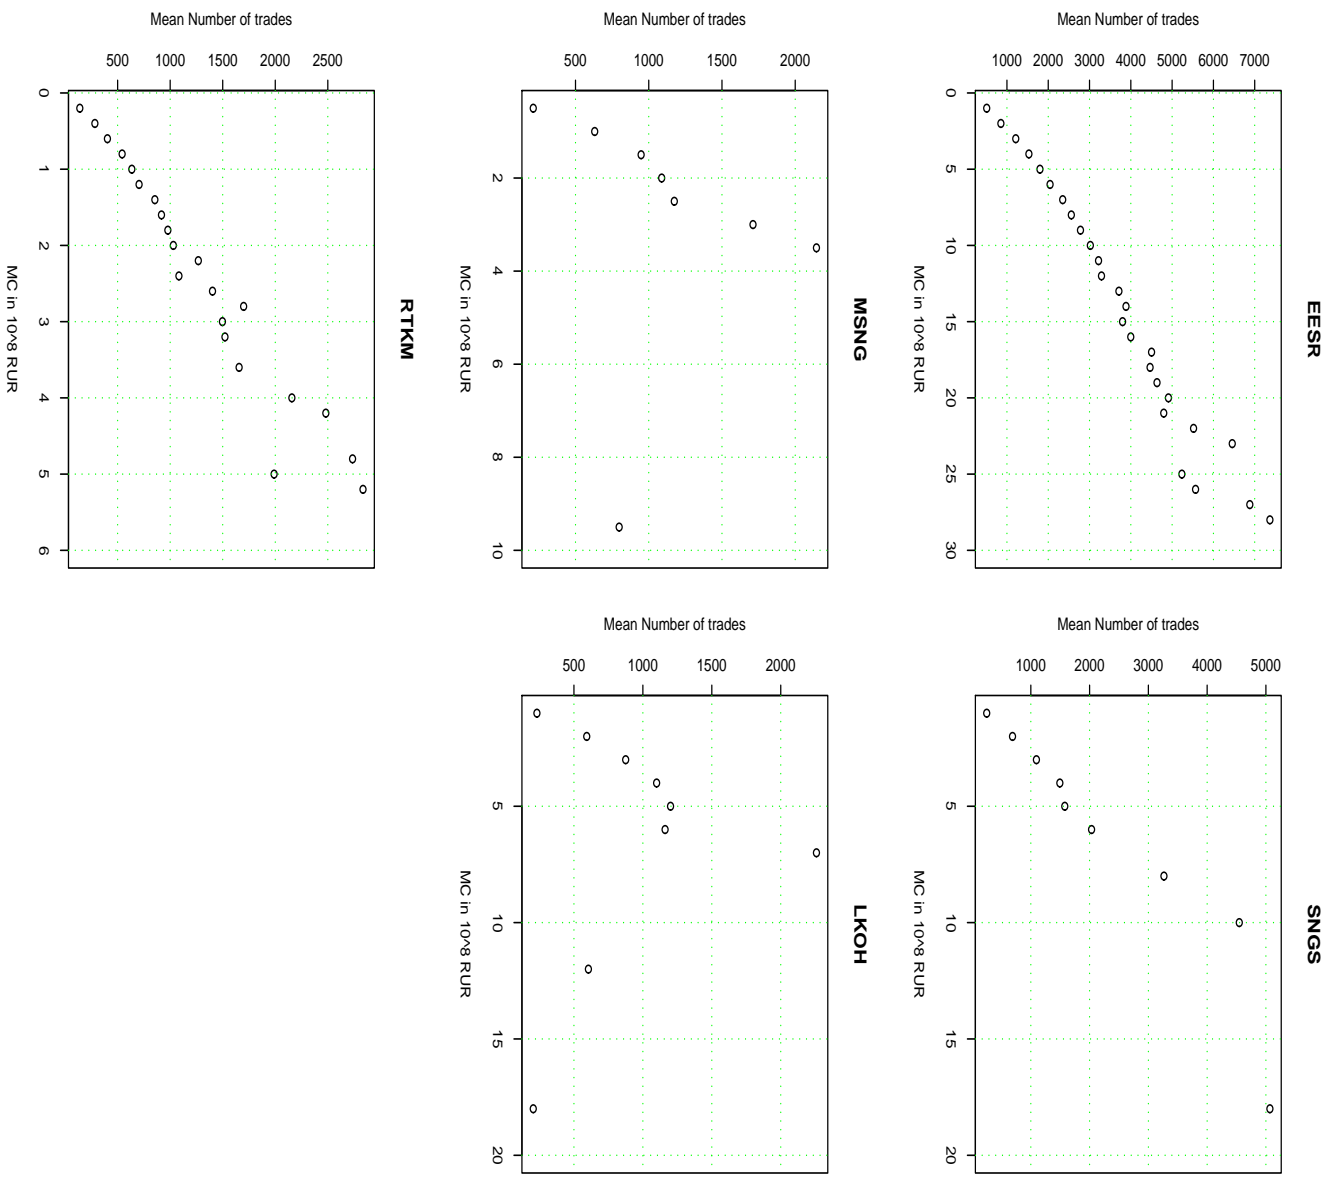 EESR
Mean Number of trades
1000 2000 3000 4000 5000 6000 7000
0 5 10 15 20 25 30
MC in 10^8 RUR
SNGS
Mean Number of trades
1000 2000 3000 4000 5000
5 10 15 20
MC in 10^8 RUR
MSNG
Mean Number of trades
500 1000 1500 2000
2 4 6 8 10
MC in 10^8 RUR
LKOH
Mean Number of trades
500 1000 1500 2000
5 10 15 20
MC in 10^8 RUR
RTKM
Mean Number of trades
500 1000 1500 2000 2500
0 1 2 3 4 5 6
MC in 10^8 RUR